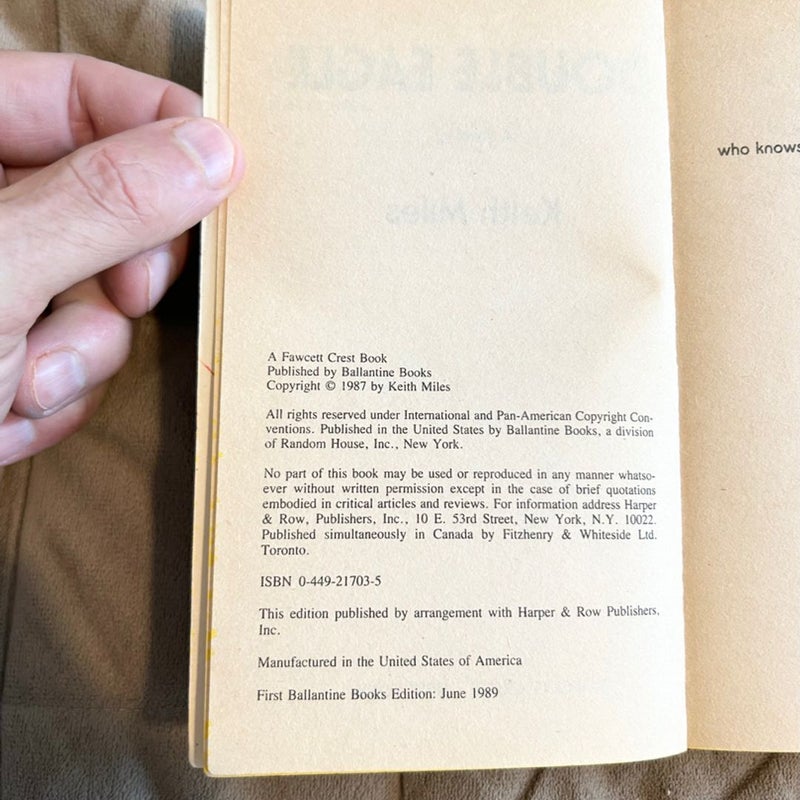 A Fawcett Crest Book
Published by Ballantine Books
Copyright © 1987 by Keith Miles
All rights reserved under International and Pan-American Copyright Con-
ventions. Published in the United States by Ballantine Books, a division
of Random House, Inc., New York.
No part of this book may be used or reproduced in any manner whatso-
ever without written permission except in the case of brief quotations
embodied in critical articles and reviews. For information address Harper
& Row, Publishers, Inc., 10 E. 53rd Street, New York, N.Y. 10022.
Published simultaneously in Canada by Fitzhenry & Whiteside Ltd.
Toronto.
ISBN 0-449-21703-5
This edition published by arrangement with Harper & Row Publishers,
Inc.
Manufactured in the United States of America
First Ballantine Books Edition: June 1989
who knows